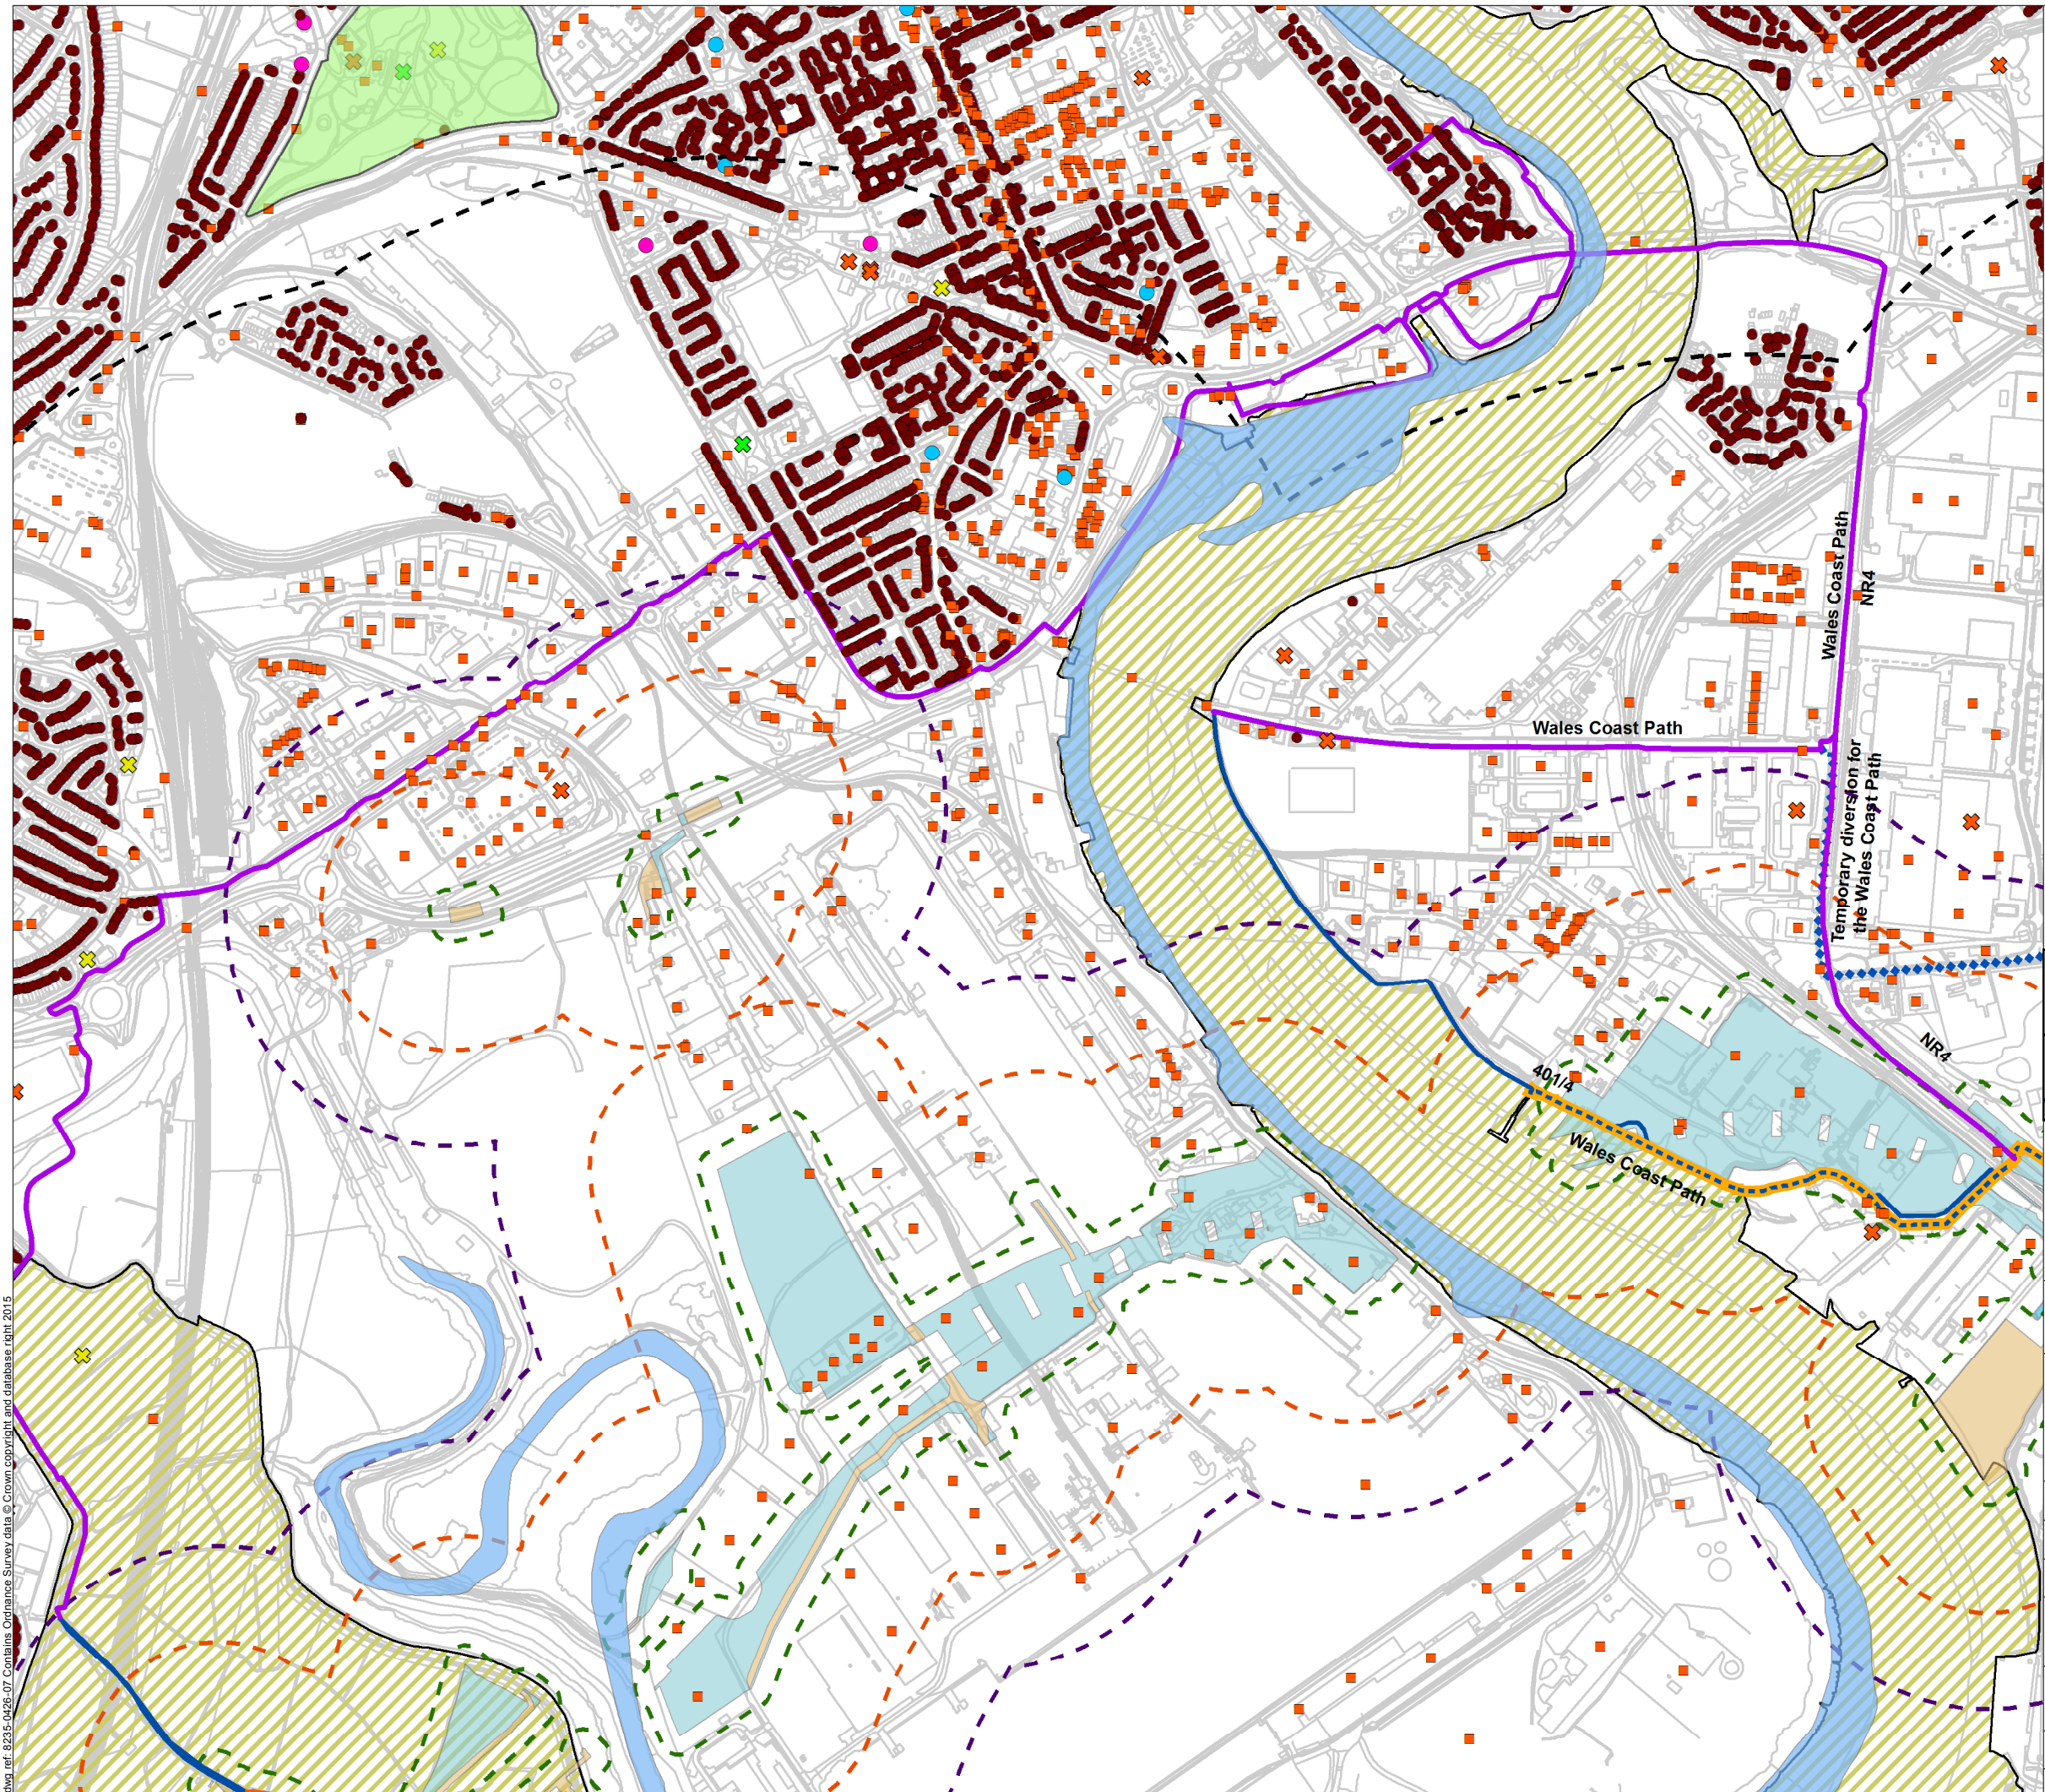 Wales Coast Path
NR4
Wales Coast Path
Temporary diversion for
the Wales Coast Path
NR4
401/4
Wales Coast Path
dwg ref: 8235-0426-07 Contains Ordnance Survey data © Crown copyright and database right 2015